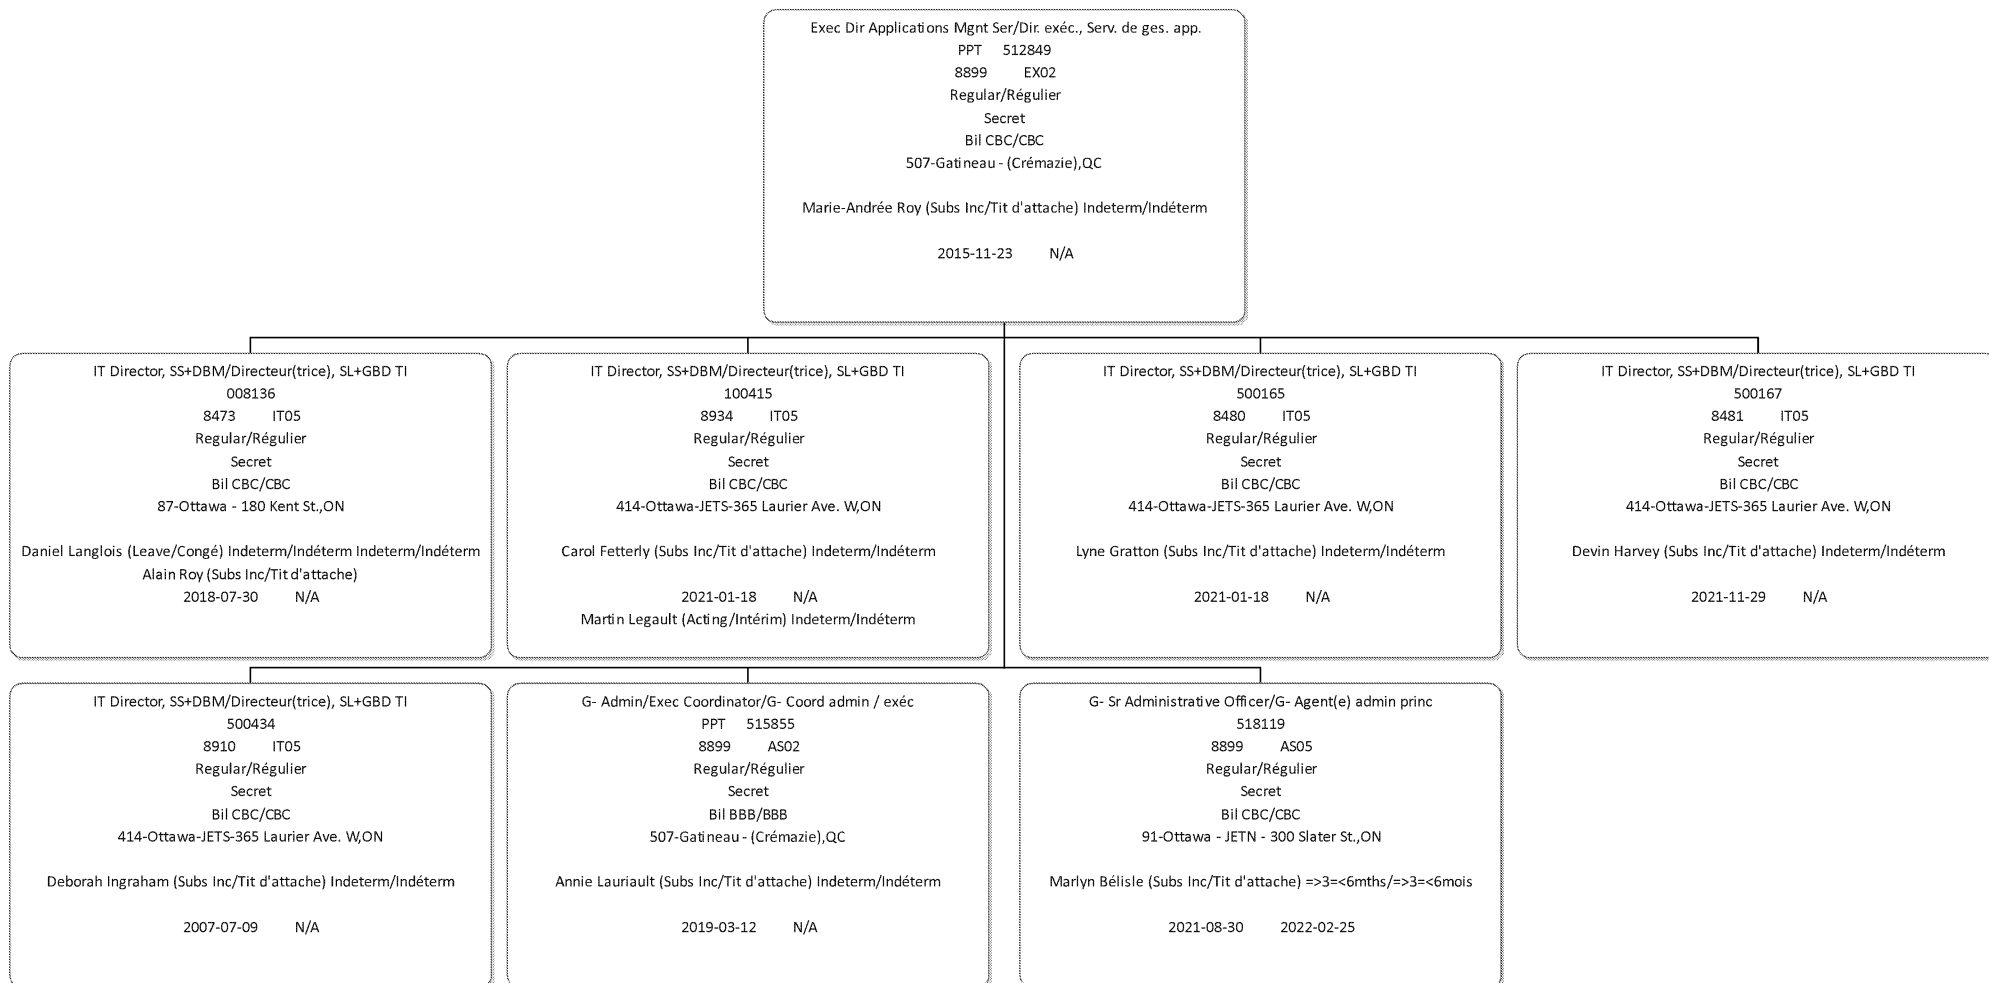 Exec Dir Applications Mgnt Ser/Dir. exéc., Serv. de ges. app.
PPT 512849
8899 EX02
Regular/Régulier
Secret
Bil CBC/CBC
507-Gatineau - (Crémazie),QC
Marie-Andrée Roy (Subs Inc/Tit d'attache) Indeterm/Indéterm
2015-11-23 N/A
IT Director, SS+DBM/Directeur(trice), SL+GBD TI
008136
8473 IT05
Regular/Régulier
Secret
Bil CBC/CBC
87-Ottawa - 180 Kent St.,ON
Daniel Langlois (Leave/Congé) Indeterm/Indéterm Indeterm/Indéterm
Alain Roy (Subs Inc/Tit d'attache)
2018-07-30 N/A
IT Director, SS+DBM/Directeur(trice), SL+GBD TI
100415
8934 IT05
Regular/Régulier
Secret
Bil CBC/CBC
414-Ottawa-JETS-365 Laurier Ave. W,ON
Carol Fetterly (Subs Inc/Tit d'attache) Indeterm/Indéterm
2021-01-18 N/A
Martin Legault (Acting/Intérim) Indeterm/Indéterm
IT Director, SS+DBM/Directeur(trice), SL+GBD TI
500165
8480 IT05
Regular/Régulier
Secret
Bil CBC/CBC
414-Ottawa-JETS-365 Laurier Ave. W,ON
Lyne Gratton (Subs Inc/Tit d'attache) Indeterm/Indéterm
2021-01-18 N/A
IT Director, SS+DBM/Directeur(trice), SL+GBD TI
500167
8481 IT05
Regular/Régulier
Secret
Bil CBC/CBC
414-Ottawa-JETS-365 Laurier Ave. W,ON
Devin Harvey (Subs Inc/Tit d'attache) Indeterm/Indéterm
2021-11-29 N/A
IT Director, SS+DBM/Directeur(trice), SL+GBD TI
500434
8910 IT05
Regular/Régulier
Secret
Bil CBC/CBC
414-Ottawa-JETS-365 Laurier Ave. W,ON
Deborah Ingraham (Subs Inc/Tit d'attache) Indeterm/Indéterm
2007-07-09 N/A
G- Admin/Exec Coordinator/G- Coord admin / exéc
PPT 515855
8899 AS02
Regular/Régulier
Secret
Bil BBB/BBB
507-Gatineau - (Crémazie),QC
Annie Lauriault (Subs Inc/Tit d'attache) Indeterm/Indéterm
2019-03-12 N/A
G- Sr Administrative Officer/G- Agent(e) admin princ
518119
8899 AS05
Regular/Régulier
Secret
Bil CBC/CBC
91-Ottawa - JETN - 300 Slater St.,ON
Marlyn Bélisle (Subs Inc/Tit d'attache) =>3=<6mths/=>3=<6mois
2021-08-30 2022-02-25